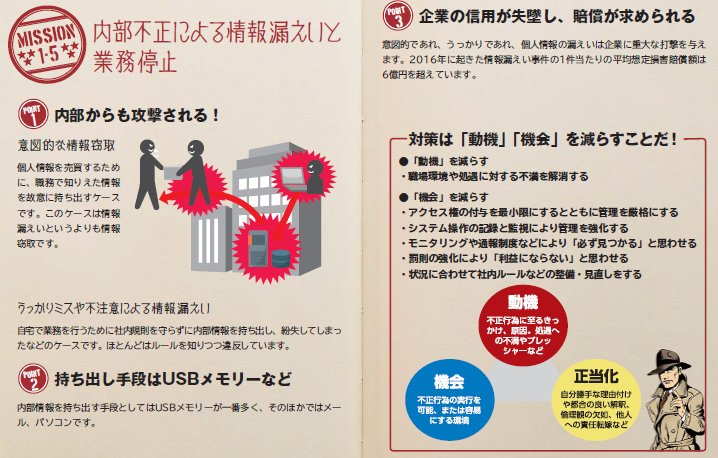 MISSION
1・5
内部不正による情報漏えいと
業務停止
POINT
1
内部からも攻撃される！
意図的な情報窃取
個人情報を売買するため
に、職務で知りえた情報
を故意に持ち出すケース
です。このケースは情報
漏えいというよりも情報
窃取です。
うっかりミスや不注意による情報漏えい
自宅で業務を行うために社内規則を守らずに内部情報を持ち出し、紛失してしまっ
たなどのケースです。ほとんどはルールを知りつつ違反しています。
POINT
2
持ち出し手段はUSBメモリーなど
内部情報を持ち出す手段としてはUSBメモリーが一番多く、そのほかではメー
ル、パソコンです。
POINT
3
企業の信用が失墜し、賠償が求められる
意図的であれ、うっかりであれ、個人情報の漏えいは企業に重大な打撃を与え
ます。2016年に起きた情報漏えい事件の1件当たりの平均想定損害賠償額は
6億円を超えています。
対策は「動機」「機会」を減らすことだ！
●「動機」を減らす
・職場環境や処遇に対する不満を解消する
●「機会」を減らす
・アクセス権の付与を最小限にするとともに管理を厳格にする
・システム操作の記録と監視により管理を強化する
・モニタリングや通報制度などにより「必ず見つかる」と思わせる
・罰則の強化により「利益にならない」と思わせる
・状況に合わせて社内ルールなどの整備・見直しをする
動機
不正行為に至るきっ
かけ、原因。処遇へ
の不満やプレッ
シャーなど
機会
不正行為の実行を
可能、または容易
にする環境
正当化
自分勝手な理由付け
や都合の良い解釈、
倫理観の欠如、他人
への責任転嫁など